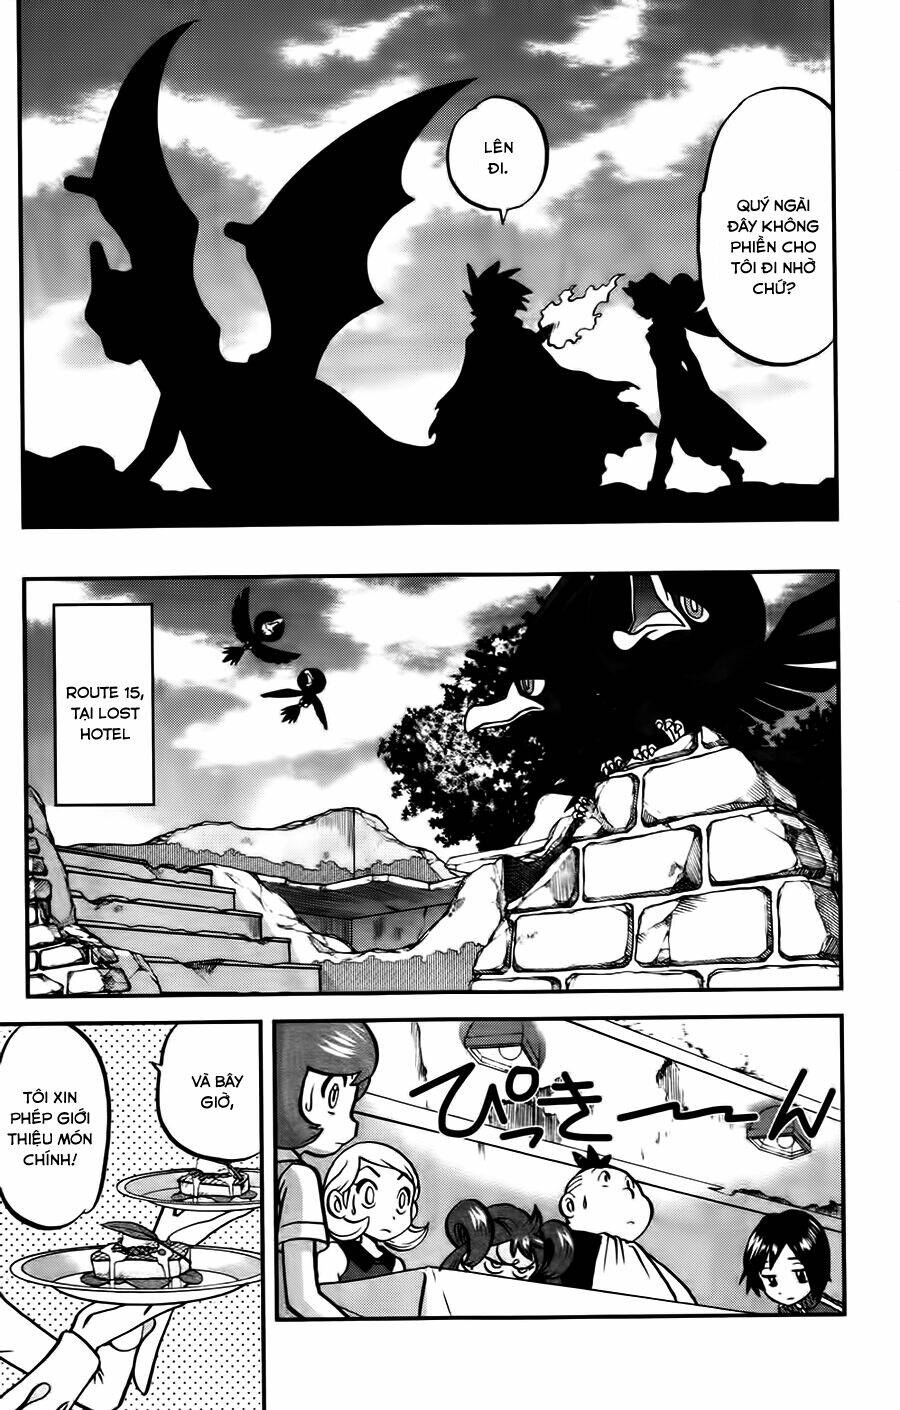 QUÝ NGÀI
ĐÂY KHÔNG
PHIỀN CHO
TÔI ĐI NHỜ
CHỨ?
LÊN
ĐI.
ROUTE 15,
TẠI LOST
HOTEL
ぴっきーーん
VÀ BÂY
GIỜ,
TÔI XIN
PHÉP GIỚI
THIỆU MÓN
CHÍNH!